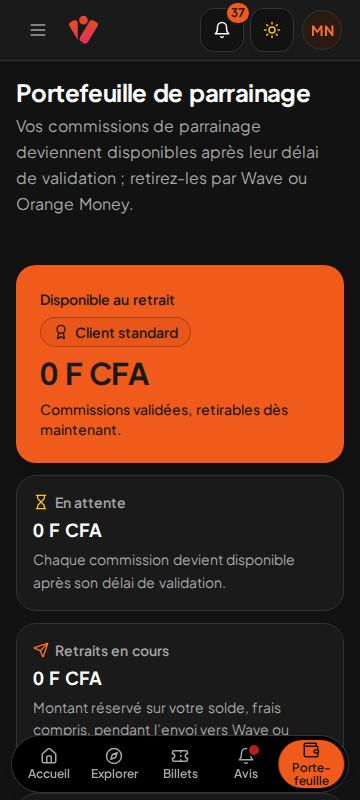 37
MN
Portefeuille de parrainage
Vos commissions de parrainage
deviennent disponibles après leur délai
de validation ; retirez-les par Wave ou
Orange Money.
Disponible au retrait
Client standard
0 F CFA
Commissions validées, retirables dès
maintenant.
En attente
0 F CFA
Chaque commission devient disponible
après son délai de validation.
Retraits en cours
0 F CFA
Montant réservé sur votre solde, frais
compris, pendant l'envoi vers Wave ou
Accueil
Explorer
Billets
Avis
Porte-
feuille